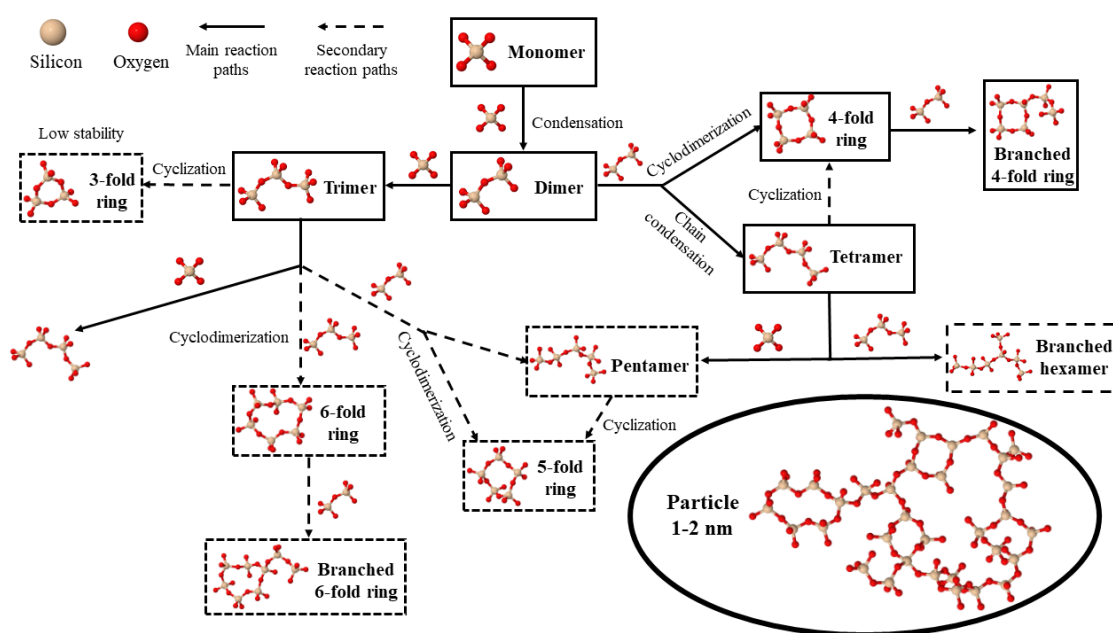 Silicon
Oxygen
Main reaction
paths
Secondary
reaction paths
Monomer
Condensation
Low stability
3-fold
ring
Cyclization
Trimer
Dimer
Cyclodimerization
Chain
condensation
4-fold
ring
Branched
4-fold ring
Cyclization
Tetramer
Cyclodimerization
Cyclodimerization
Pentamer
Branched
hexamer
6-fold
ring
Cyclization
5-fold
ring
Branched
6-fold ring
Particle
1-2 nm